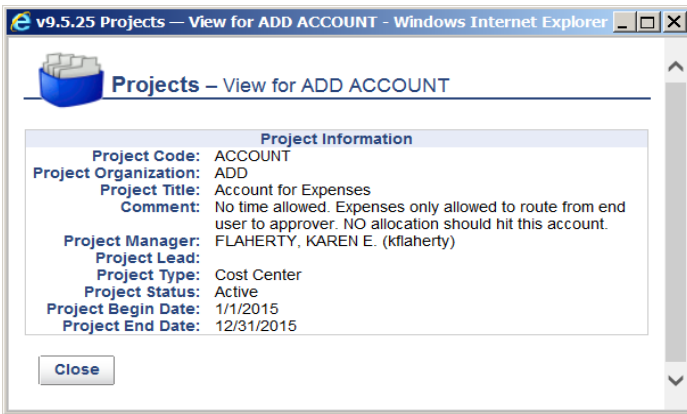 v9.5.25 Projects — View for ADD ACCOUNT - Windows Internet Explorer
Projects – View for ADD ACCOUNT
Project Information
Project Code: ACCOUNT
Project Organization: ADD
Project Title: Account for Expenses
Comment: No time allowed. Expenses only allowed to route from end
user to approver. NO allocation should hit this account.
Project Manager: FLAHERTY, KAREN E. (kflaherty)
Project Lead:
Project Type: Cost Center
Project Status: Active
Project Begin Date: 1/1/2015
Project End Date: 12/31/2015
Close